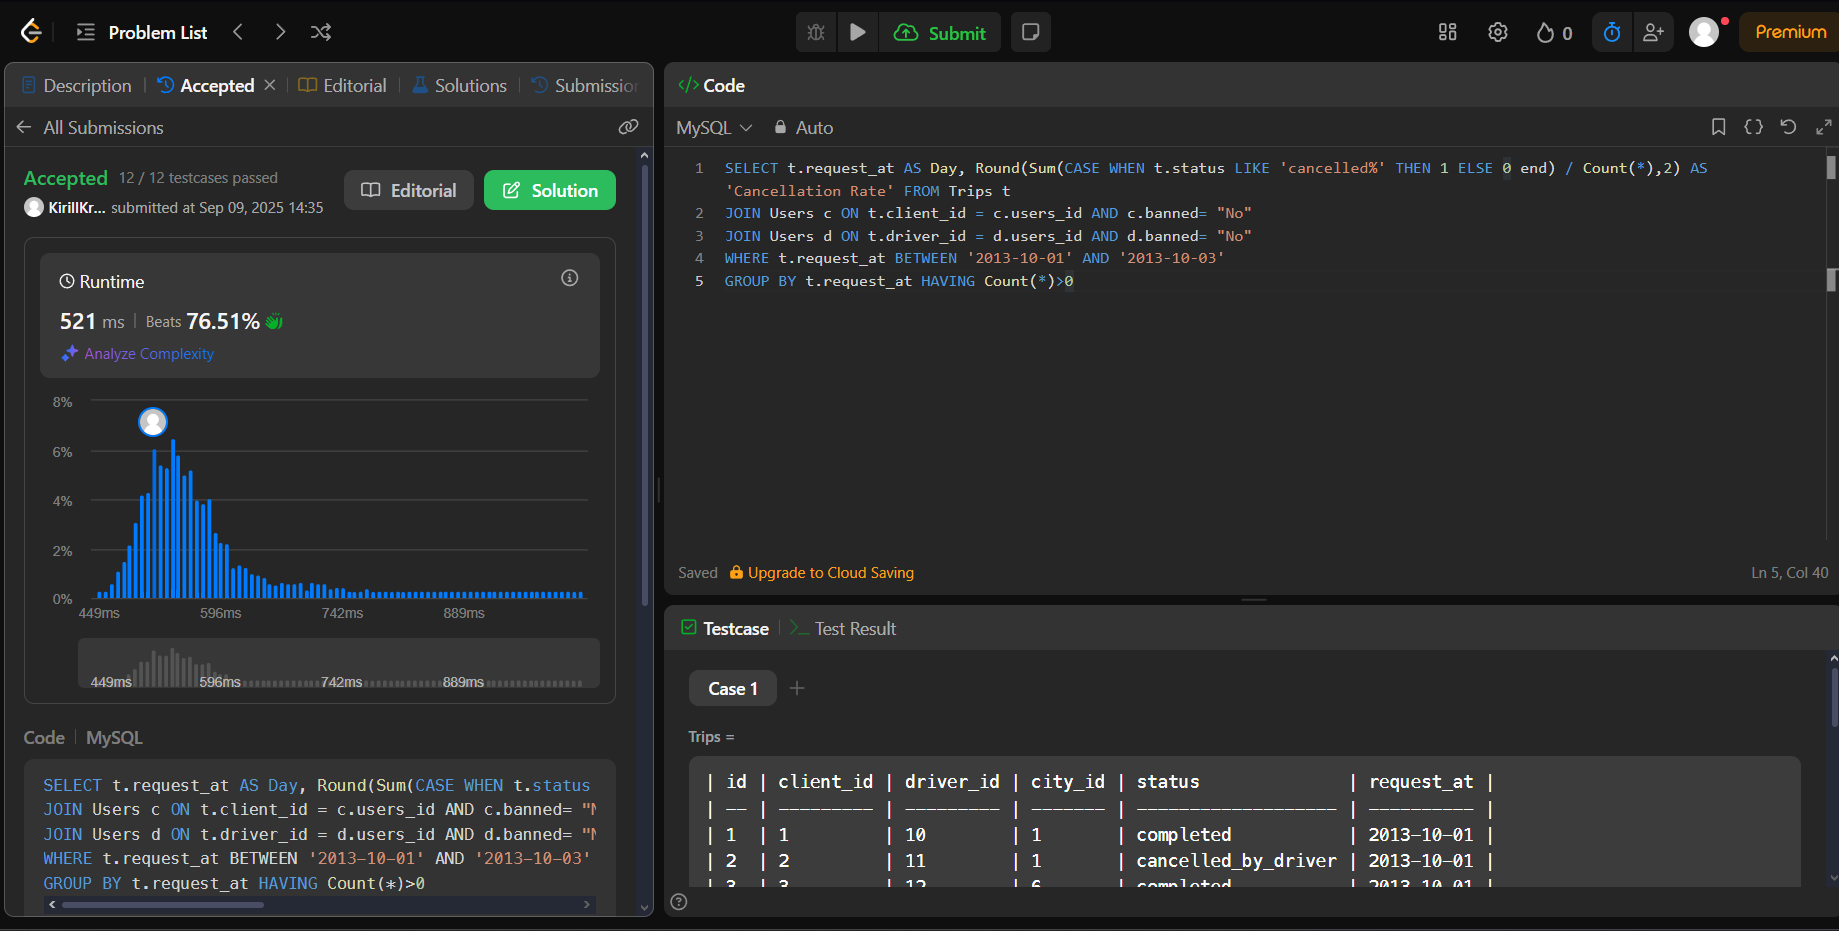 Problem List
Submit
0
Premium
Description
Accepted
Editorial
Solutions
Submission
All Submissions
Accepted 12 / 12 testcases passed
KirillKr... submitted at Sep 09, 2025 14:35
Editorial
Solution
Runtime
521 ms | Beats 76.51%
Analyze Complexity
8%
6%
4%
2%
0%
449ms 596ms 742ms 889ms
449ms 596ms 742ms 889ms
Code | MySQL
SELECT t.request_at AS Day, Round(Sum(CASE WHEN t.status
JOIN Users c ON t.client_id = c.users_id AND c.banned= "N
JOIN Users d ON t.driver_id = d.users_id AND d.banned= "N
WHERE t.request_at BETWEEN '2013-10-01' AND '2013-10-03'
GROUP BY t.request_at HAVING Count(*)>0
</> Code
MySQL Auto
1 SELECT t.request_at AS Day, Round(Sum(CASE WHEN t.status LIKE 'cancelled%' THEN 1 ELSE 0 end) / Count(*),2) AS
'Cancellation Rate' FROM Trips t
2 JOIN Users c ON t.client_id = c.users_id AND c.banned= "No"
3 JOIN Users d ON t.driver_id = d.users_id AND d.banned= "No"
4 WHERE t.request_at BETWEEN '2013-10-01' AND '2013-10-03'
5 GROUP BY t.request_at HAVING Count(*)>0
Saved Upgrade to Cloud Saving
Ln 5, Col 40
Testcase
Test Result
Case 1
Trips =
| id | client_id | driver_id | city_id | status | request_at |
| -- | --------- | --------- | ------- | ------------------- | ---------- |
| 1 | 1 | 10 | 1 | completed | 2013-10-01 |
| 2 | 2 | 11 | 1 | cancelled_by_driver | 2013-10-01 |
| 3 | 3 | 12 | 6 | completed | 2013-10-01 |